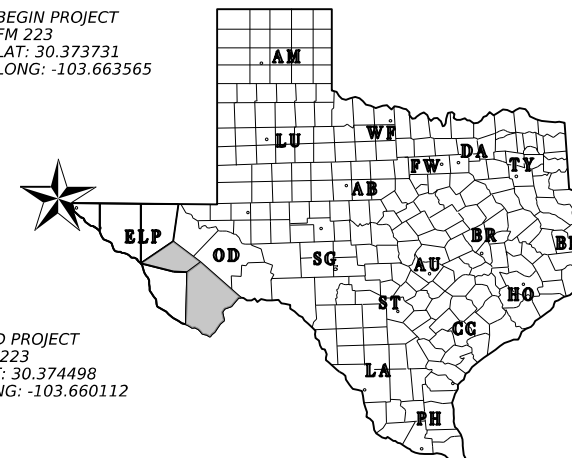 BEGIN PROJECT
FM 223
LAT: 30.373731
LONG: -103.663565
AM
LU
WF
DA
FW
TY
AB
BR
ELP
OD
SG
AU
ST
HO
CC
LA
PH
PROJECT
223
: 30.374498
-103.660112